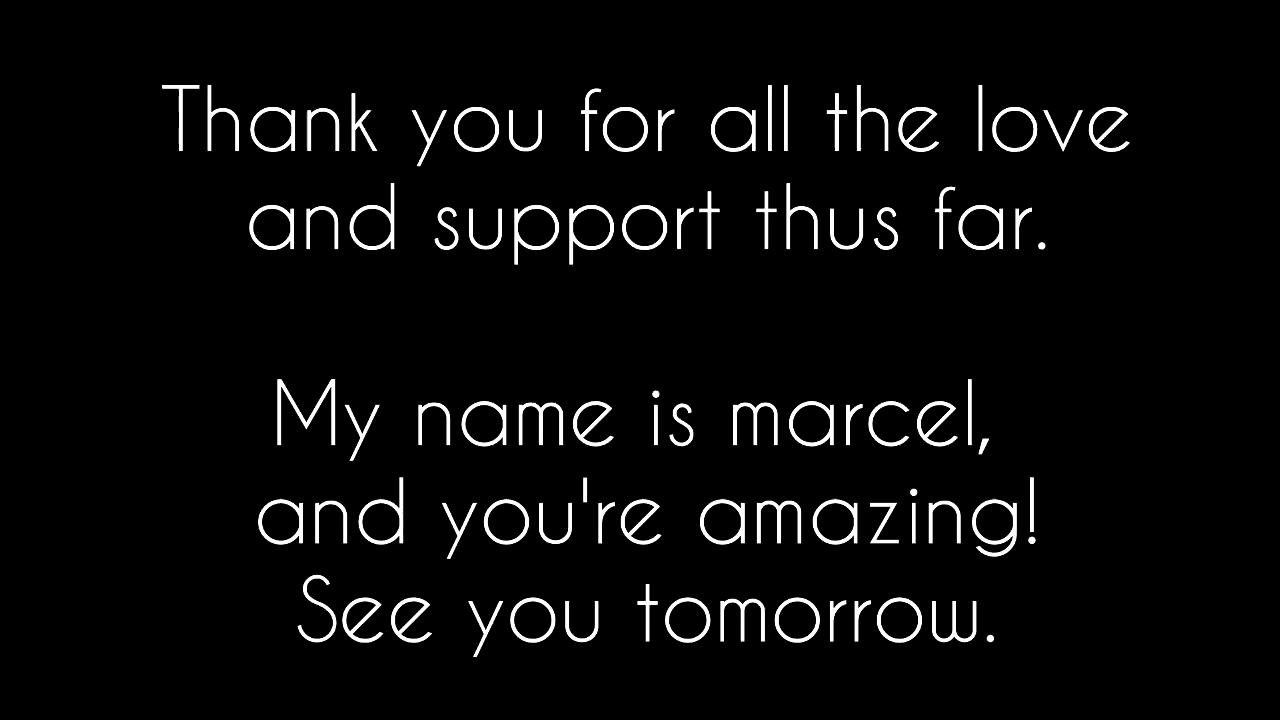 Thank you for all the love
and support thus far.
My name is marcel,
and you're amazing!
See you tomorrow.